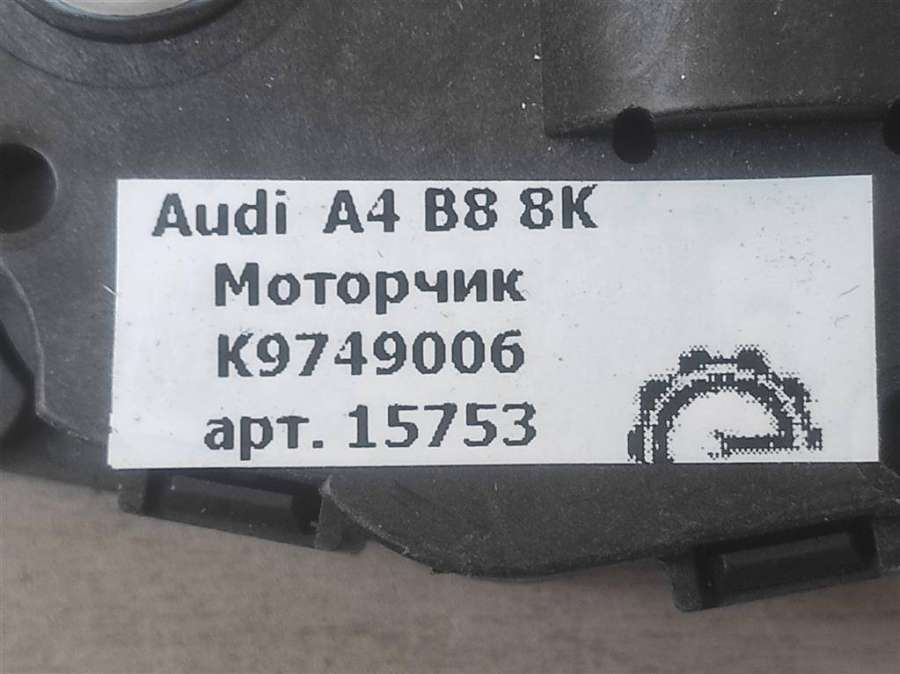 Audi A4 B8 8K
Моторчик
K9749006
арт. 15753